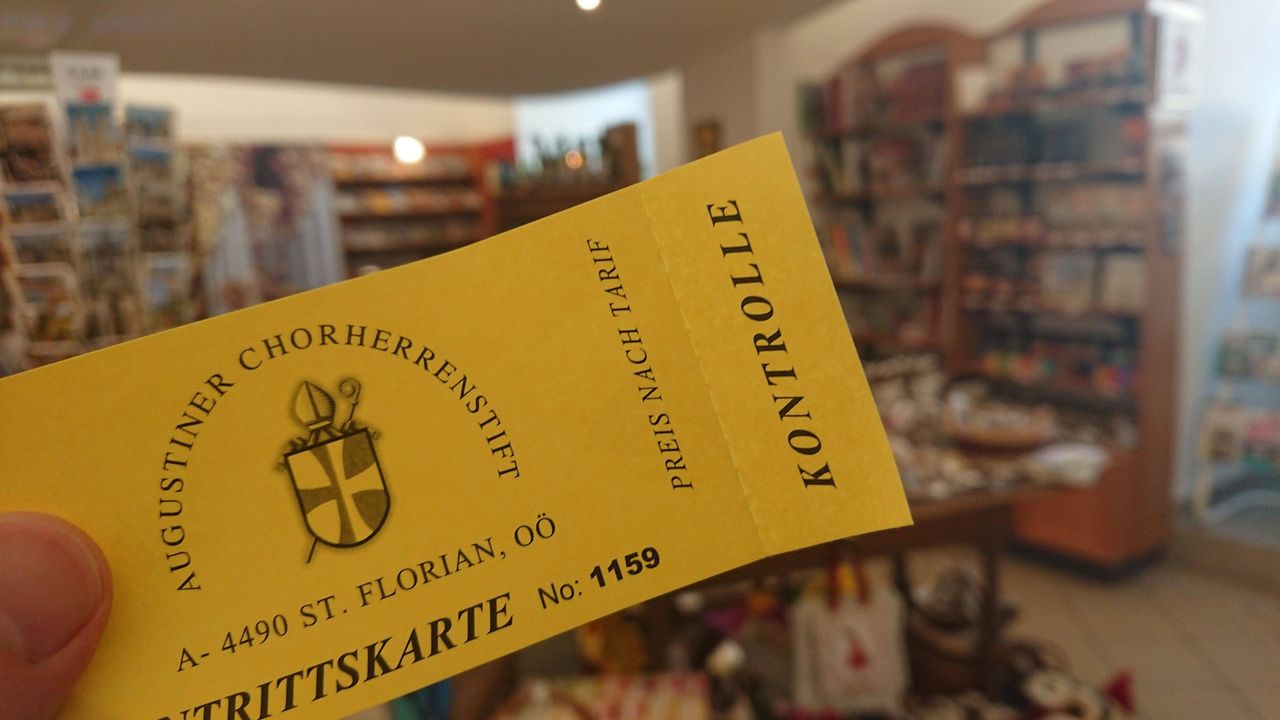 AUGUSTINER CHORHERRENSTIFT
A- 4490 ST. FLORIAN, OÖ
NTRITTSKARTE No: 1159
PREIS NACH TARIF
KONTROLLE